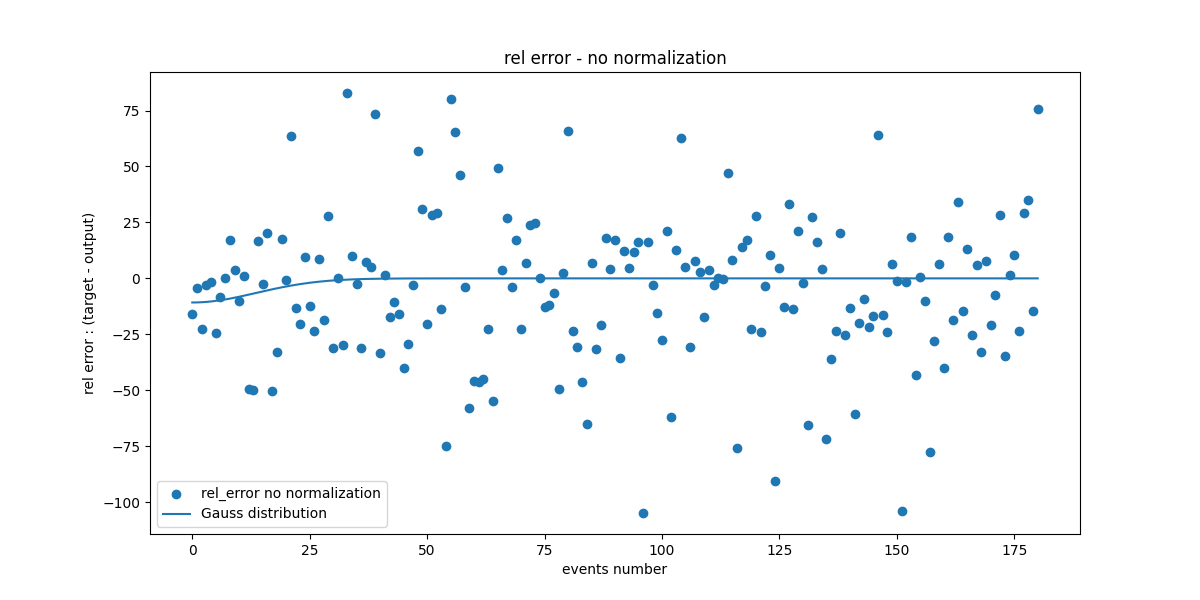 rel error - no normalization
rel error : (target - output)
75
50
25
0
−25
−50
−75
−100
rel_error no normalization
Gauss distribution
0 25 50 75 100 125 150 175
events number